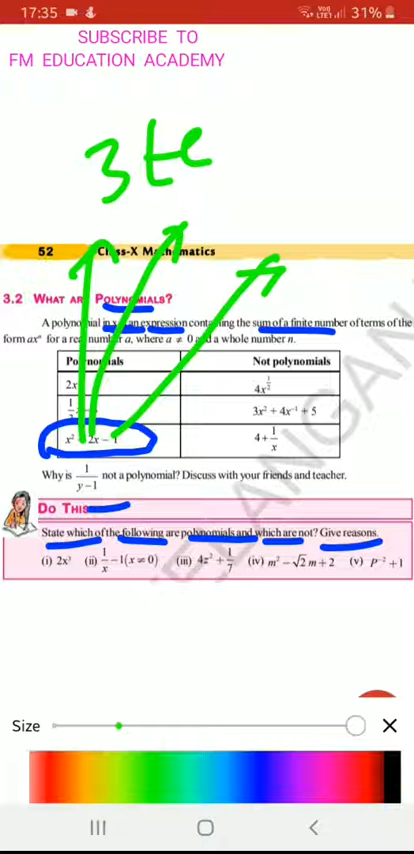 17:35 31%
SUBSCRIBE TO
FM EDUCATION ACADEMY
3 te
52 Class-X Mathematics
3.2 WHAT ARE POLYNOMIALS?
A polynomial in x is an expression containing the sum of a finite number of terms of the
form axⁿ for a real number a, where a ≠ 0 and a whole number n.
Polynomials Not polynomials
2x 4x^{1/2}
3x² + 4x⁻¹ + 5
x² 2x – 1 4 + 1/x
Why is 1/(y–1) not a polynomial? Discuss with your friends and teacher.
DO THIS
State which of the following are polynomials and which are not? Give reasons.
(i) 2x³ (ii) 1/x – 1 (x ≠ 0) (iii) 4z² + 1/7 (iv) m² – √2 m + 2 (v) P⁻² + 1
Size